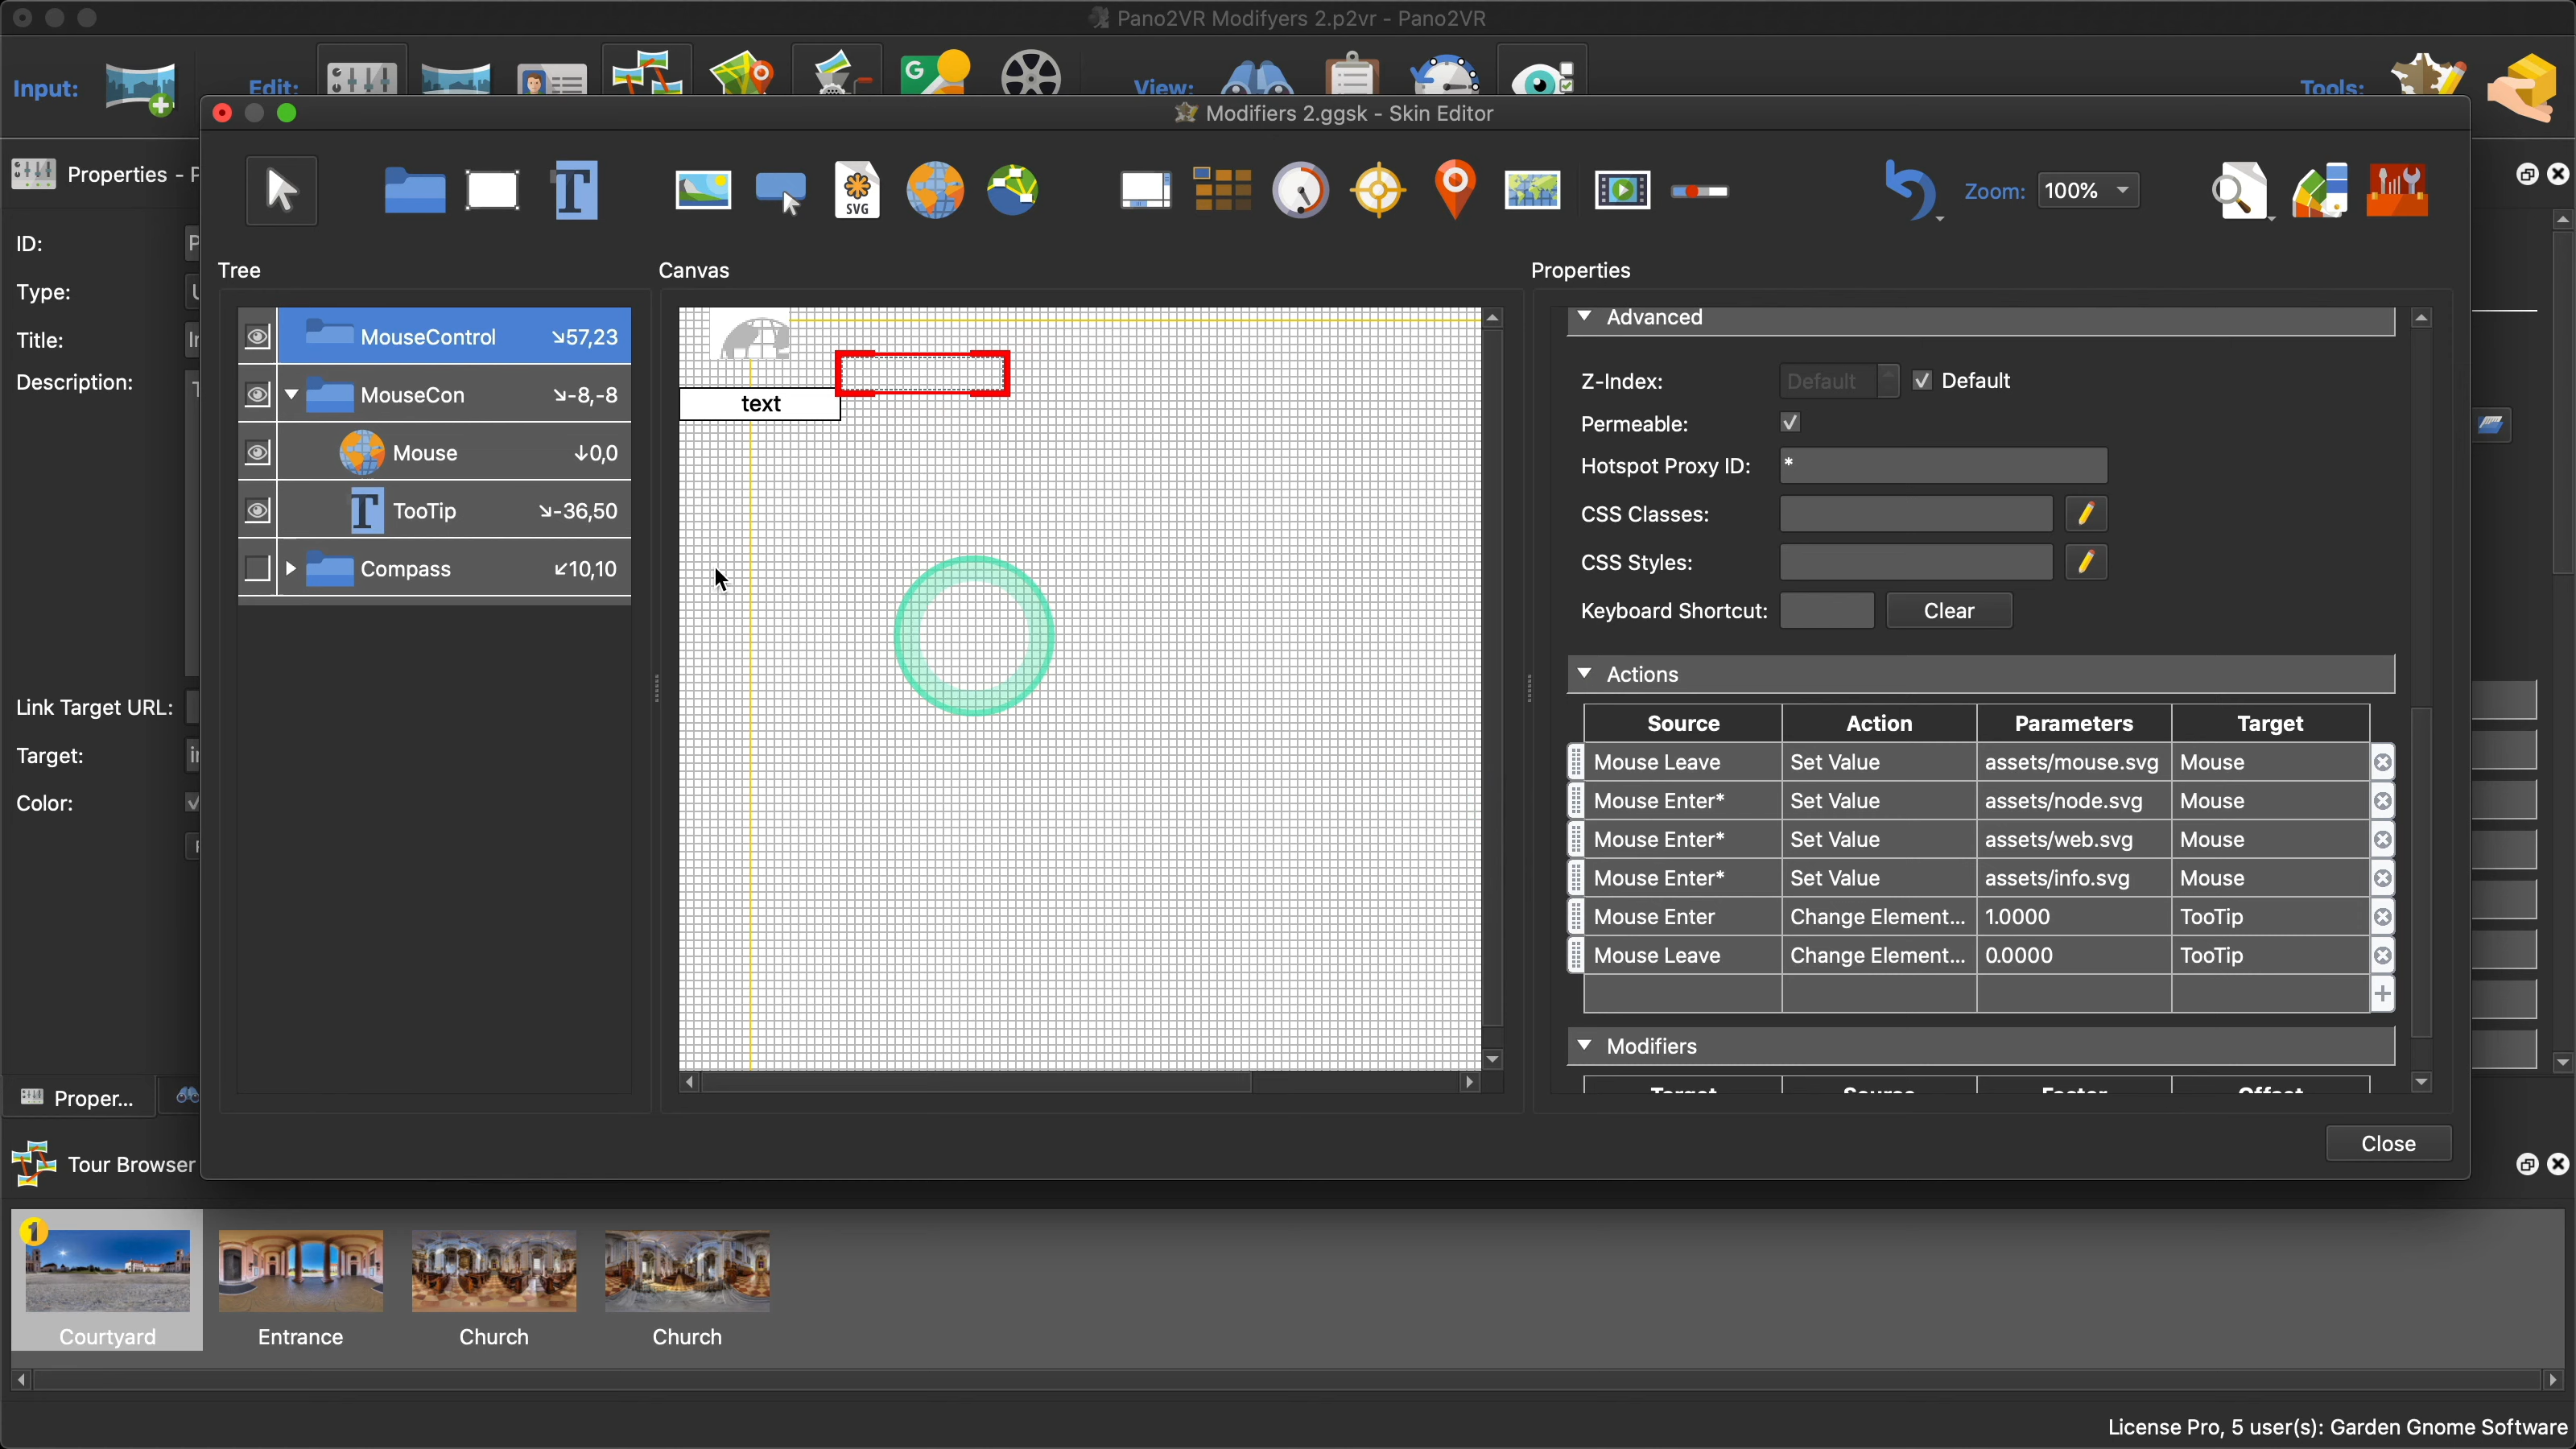 Pano2VR Modifyers 2.p2vr - Pano2VR
Input:
Edit:
View:
Tools:
Modifiers 2.ggsk - Skin Editor
Properties - P
ID:
Type:
Title:
Description:
Link Target URL:
Target:
Color:
Proper...
Zoom: 100%
SVG
Tree
Canvas
Properties
MouseControl 57,23
MouseCon -8,-8
Mouse 0,0
TooTip -36,50
Compass 10,10
text
Advanced
Z-Index: Default Default
Permeable:
Hotspot Proxy ID: *
CSS Classes:
CSS Styles:
Keyboard Shortcut: Clear
Actions
Source Action Parameters Target
Mouse Leave Set Value assets/mouse.svg Mouse
Mouse Enter* Set Value assets/node.svg Mouse
Mouse Enter* Set Value assets/web.svg Mouse
Mouse Enter* Set Value assets/info.svg Mouse
Mouse Enter Change Element... 1.0000 TooTip
Mouse Leave Change Element... 0.0000 TooTip
Modifiers
Target Source Factor Offset
Close
Tour Browser
1
Courtyard
Entrance
Church
Church
License Pro, 5 user(s): Garden Gnome Software